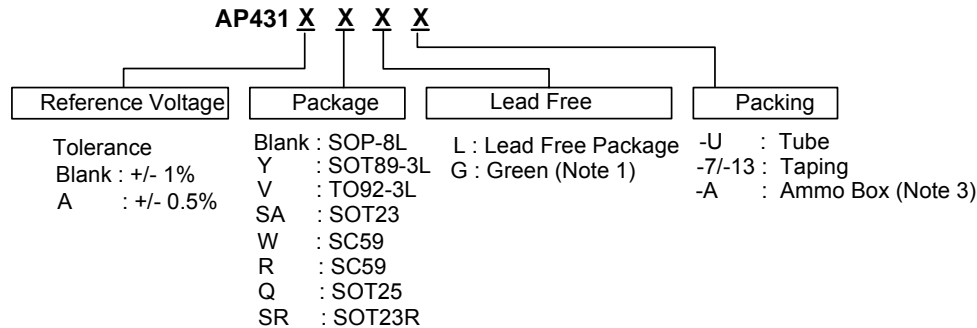 AP431 X X X X
Reference Voltage
Package
Lead Free
Packing
Tolerance
Blank : +/- 1%
A : +/- 0.5%
Blank : SOP-8L
Y : SOT89-3L
V : TO92-3L
SA : SOT23
W : SC59
R : SC59
Q : SOT25
SR : SOT23R
L : Lead Free Package
G : Green (Note 1)
-U : Tube
-7/-13 : Taping
-A : Ammo Box (Note 3)